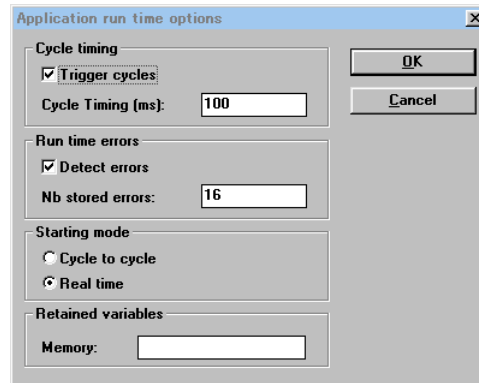 Application run time options
Cycle timing
Trigger cycles
Cycle Timing (ms): 100
OK
Cancel
Run time errors
Detect errors
Nb stored errors: 16
Starting mode
Cycle to cycle
Real time
Retained variables
Memory: